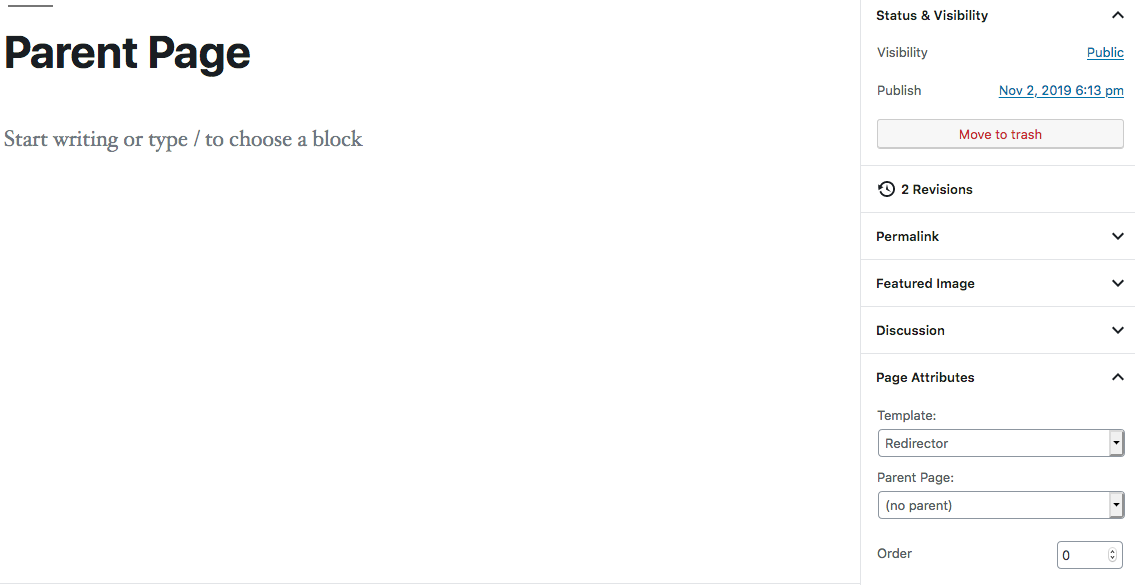 Parent Page
Start writing or type / to choose a block
Status & Visibility
Visibility Public
Publish Nov 2, 2019 6:13 pm
Move to trash
2 Revisions
Permalink
Featured Image
Discussion
Page Attributes
Template:
Redirector
Parent Page:
(no parent)
Order 0